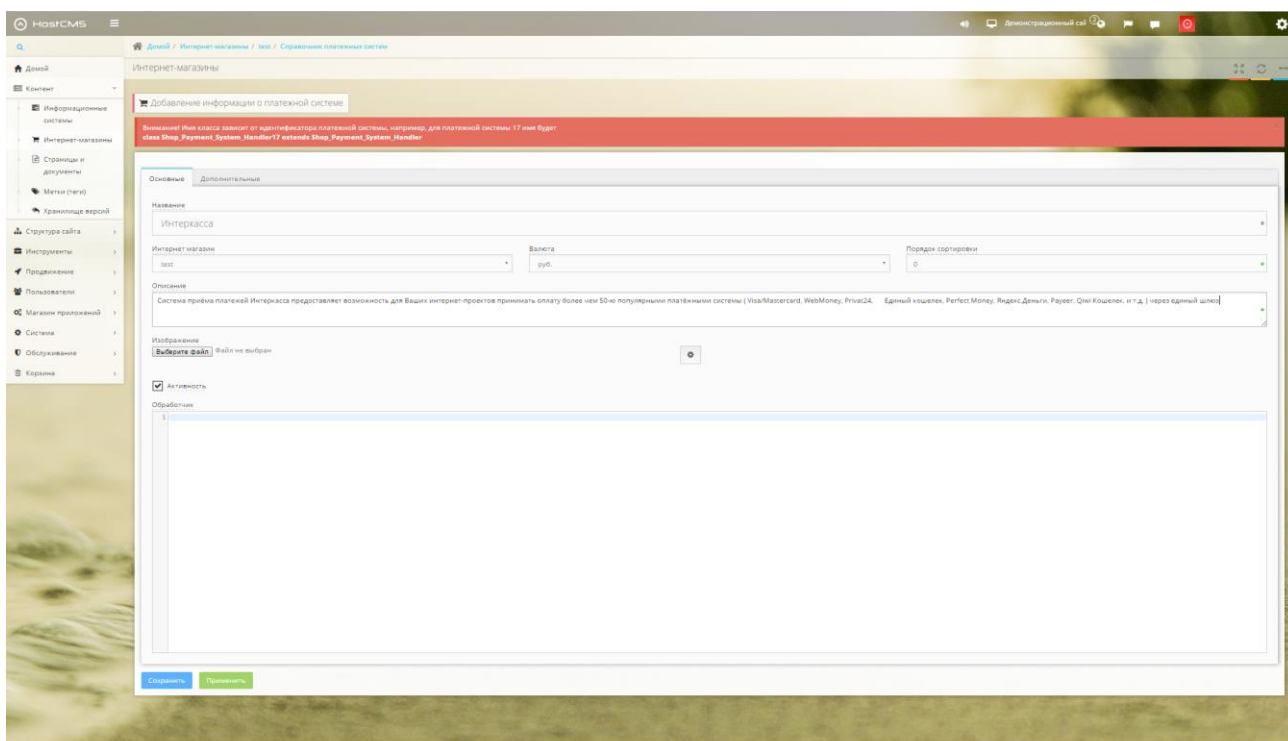 HostCMS
Демонстрационный сай 2
Домой / Интернет-магазины / test / Справочник платежных систем
Домой
Контент
Информационные
системы
Интернет-магазины
Страницы и
документы
Метки (теги)
Хранилище версий
Структура сайта
Инструменты
Продвижение
Пользователи
Магазин приложений
Система
Обслуживание
Корзина
Интернет-магазины
Добавление информации о платежной системе
Внимание! Имя класса зависит от идентификатора платежной системы, например, для платежной системы 17 имя будет
class Shop_Payment_System_Handler17 extends Shop_Payment_System_Handler
Основные Дополнительные
Название
Интеркасса
Интернет магазин Валюта Порядок сортировки
test руб. 0
Описание
Система приёма платежей Интеркасса предоставляет возможность для Ваших интернет-проектов принимать оплату более чем 50-ю популярными платёжными системы ( Visa/Mastercard, WebMoney, Privat24, Единый кошелек, Perfect Money, Яндекс.Деньги, Payeer, Qiwi Кошелек, и т.д. ) через единый шлюз
Изображение
Выберите файл Файл не выбран
Активность
Обработчик
1
Сохранить Применить